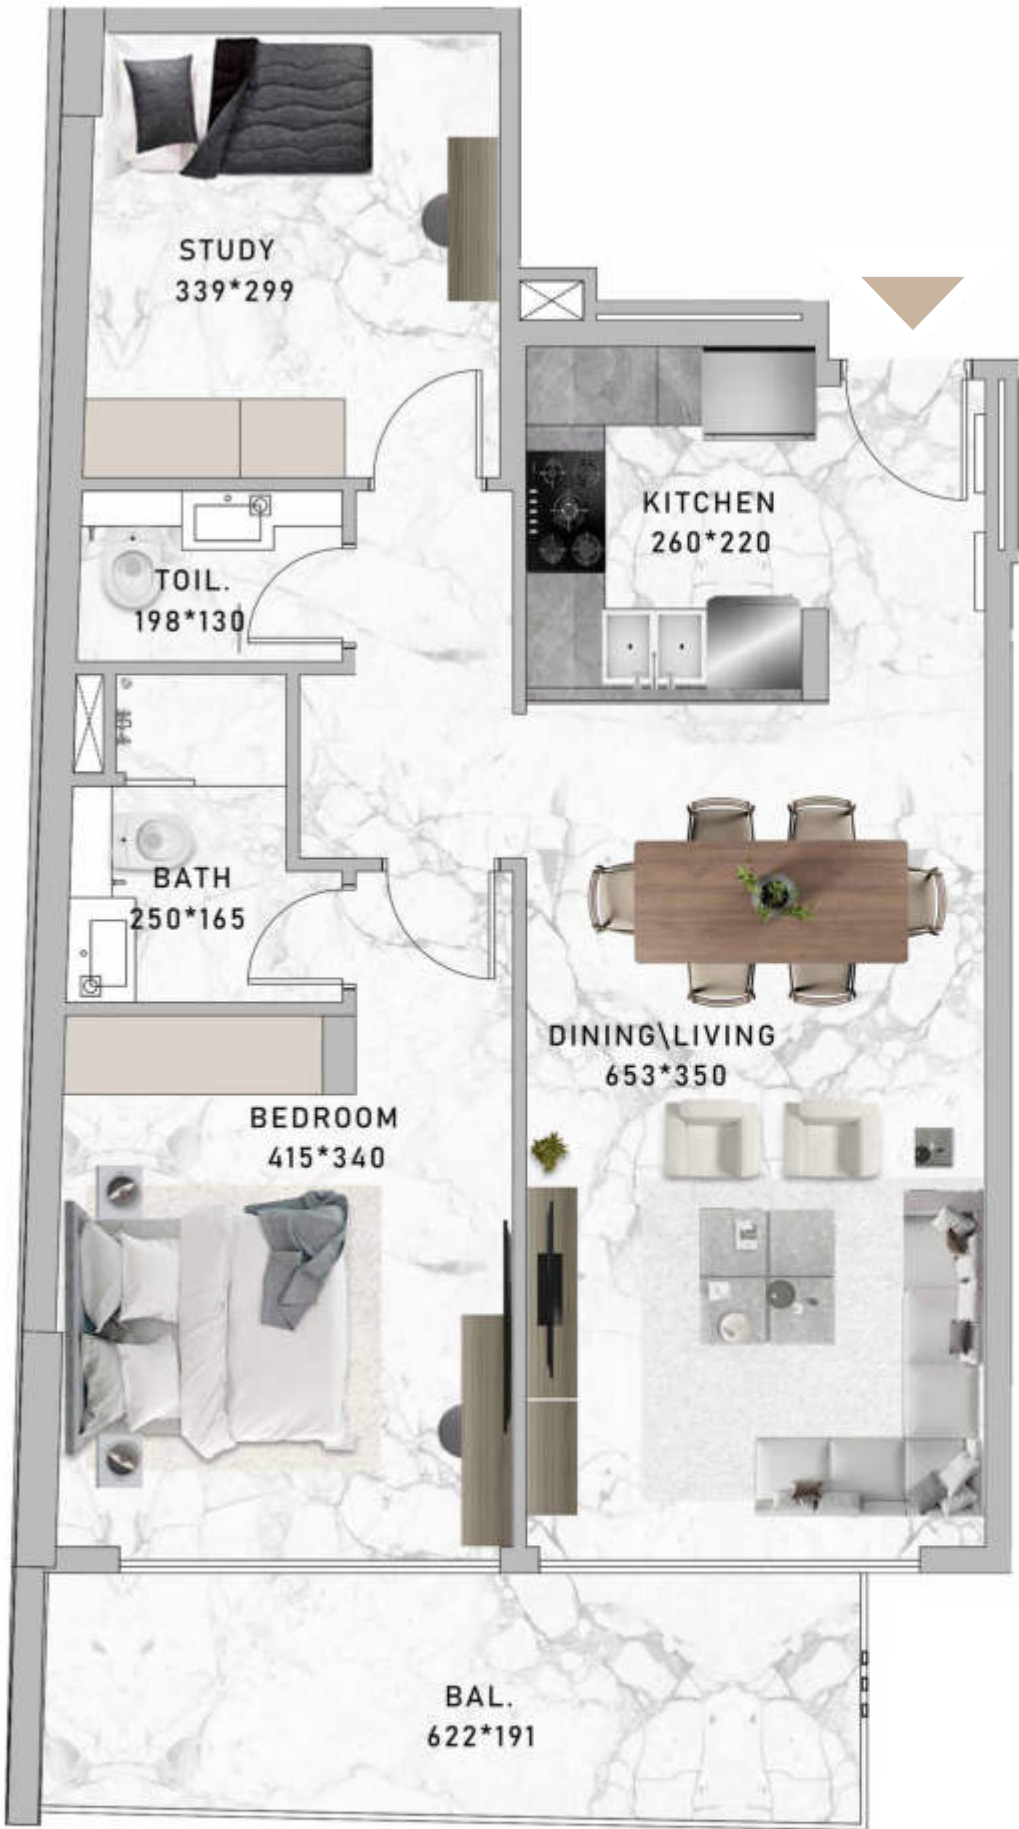 STUDY
339*299
KITCHEN
260*220
TOIL.
198*130
BATH
250*165
DINING\LIVING
653*350
BEDROOM
415*340
BAL.
622*191